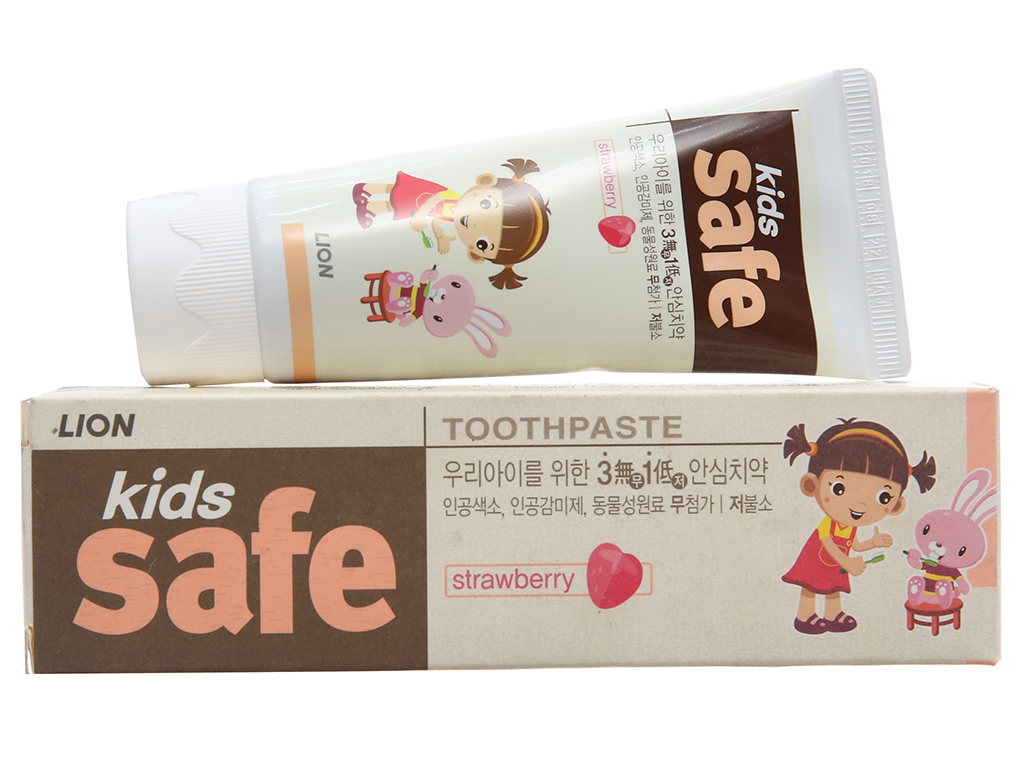 kids
safe
우리아이를 위한 3無무1低저 안심치약
인공색소, 인공감미제, 동물성원료 무첨가 | 저불소
strawberry
LION
LION
TOOTHPASTE
kids
safe
우리아이를 위한 3無무1低저 안심치약
인공색소, 인공감미제, 동물성원료 무첨가 | 저불소
strawberry